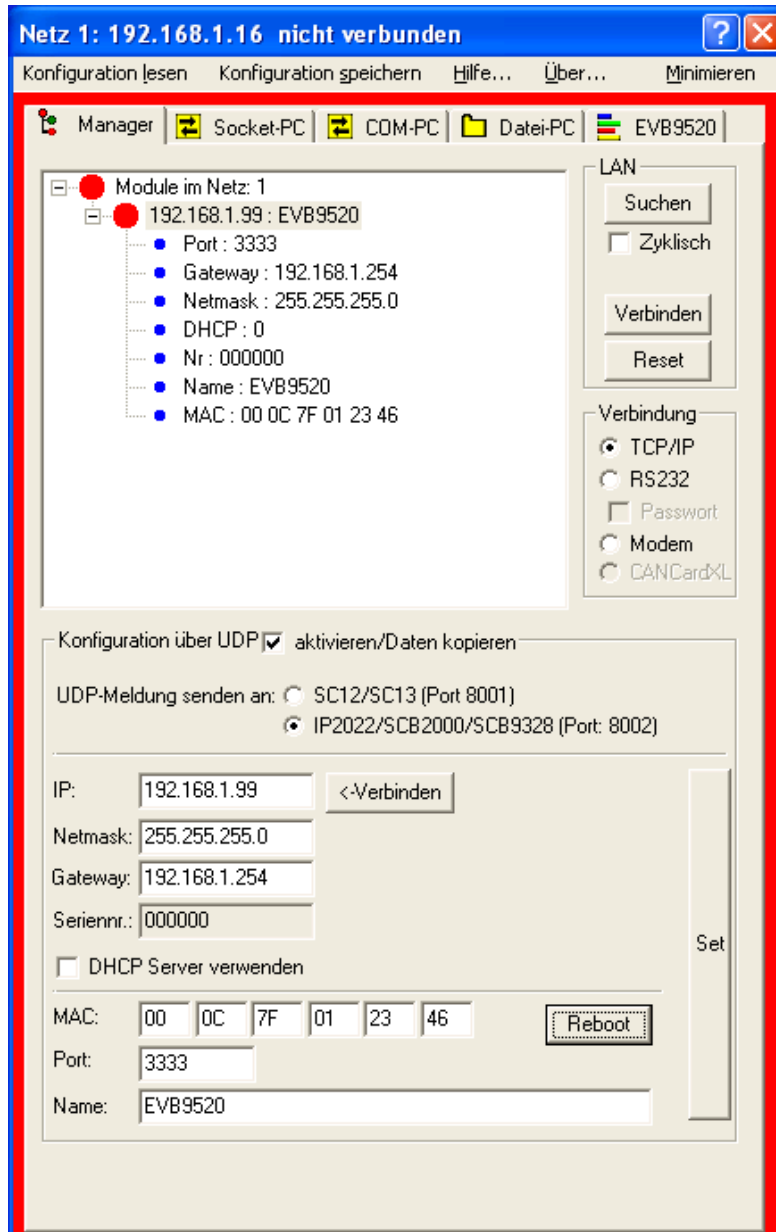 Netz 1: 192.168.1.16 nicht verbunden
Konfiguration lesen Konfiguration speichern Hilfe... Über... Minimieren
Manager Socket-PC COM-PC Datei-PC EVB9520
Module im Netz: 1
192.168.1.99 : EVB9520
Port : 3333
Gateway : 192.168.1.254
Netmask : 255.255.255.0
DHCP : 0
Nr : 000000
Name : EVB9520
MAC : 00 0C 7F 01 23 46
LAN
Suchen
Zyklisch
Verbinden
Reset
Verbindung
TCP/IP
RS232
Passwort
Modem
CANCardXL
Konfiguration über UDP aktivieren/Daten kopieren
UDP-Meldung senden an: SC12/SC13 (Port 8001)
IP2022/SCB2000/SCB9328 (Port: 8002)
IP: 192.168.1.99 <-Verbinden
Netmask: 255.255.255.0
Gateway: 192.168.1.254
Seriennr.: 000000
DHCP Server verwenden
Set
MAC: 00 0C 7F 01 23 46 Reboot
Port: 3333
Name: EVB9520